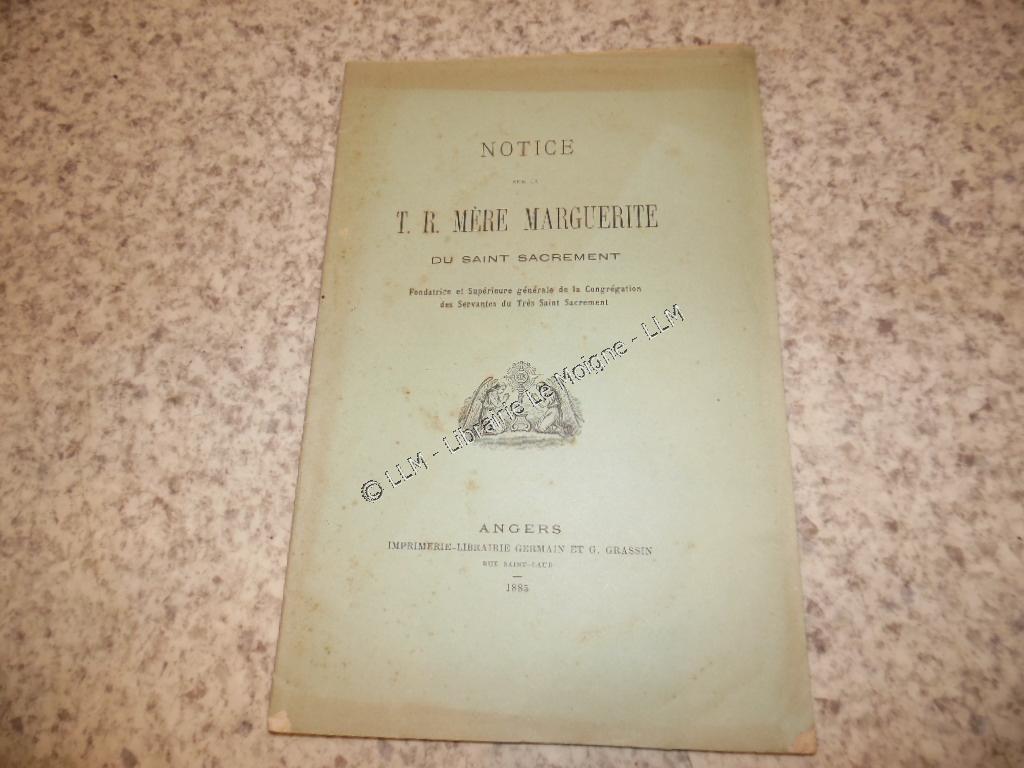 NOTICE
SUR LA
T. R. MÈRE MARGUERITE
DU SAINT SACREMENT
Fondatrice et Supérieure générale de la Congrégation
des Servantes du Très Saint Sacrement
© LLM - Librairie Le Moigne - LLM
ANGERS
IMPRIMERIE-LIBRAIRIE GERMAIN ET G. GRASSIN
RUE SAINT-LAUD
1885